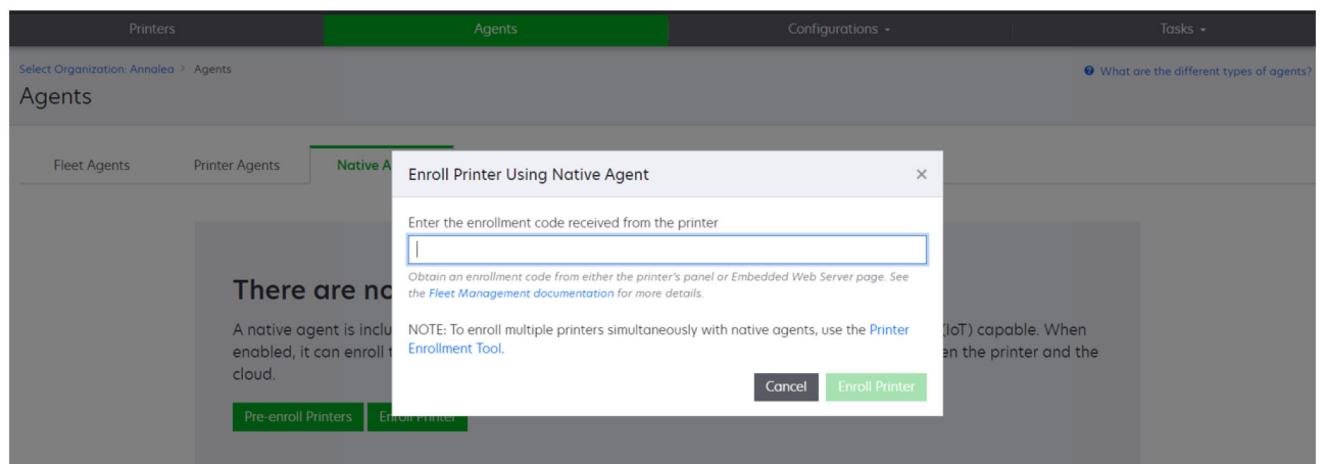 Printers Agents Configurations Tasks
Select Organization: Annalea > Agents What are the different types of agents?
Agents
Fleet Agents Printer Agents Native A
Enroll Printer Using Native Agent ×
Enter the enrollment code received from the printer
Obtain an enrollment code from either the printer's panel or Embedded Web Server page. See
the Fleet Management documentation for more details.
NOTE: To enroll multiple printers simultaneously with native agents, use the Printer
Enrollment Tool.
Cancel Enroll Printer
There are no
A native agent is inclu (IoT) capable. When
enabled, it can enroll t en the printer and the
cloud.
Pre-enroll Printers Enroll Printer